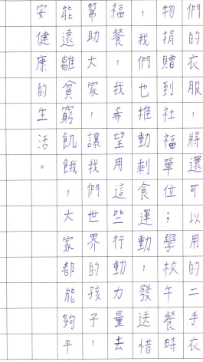 們的衣服，將還可以用的二手衣
物捐贈到社福單位；學校午餐時
，我們也推動剩食運動，發送惜
福餐，我希望用這些行動力量去
幫助大家，讓我們世界的孩子，
能遠離貧窮飢餓，大家都能夠平
安健康的生活。